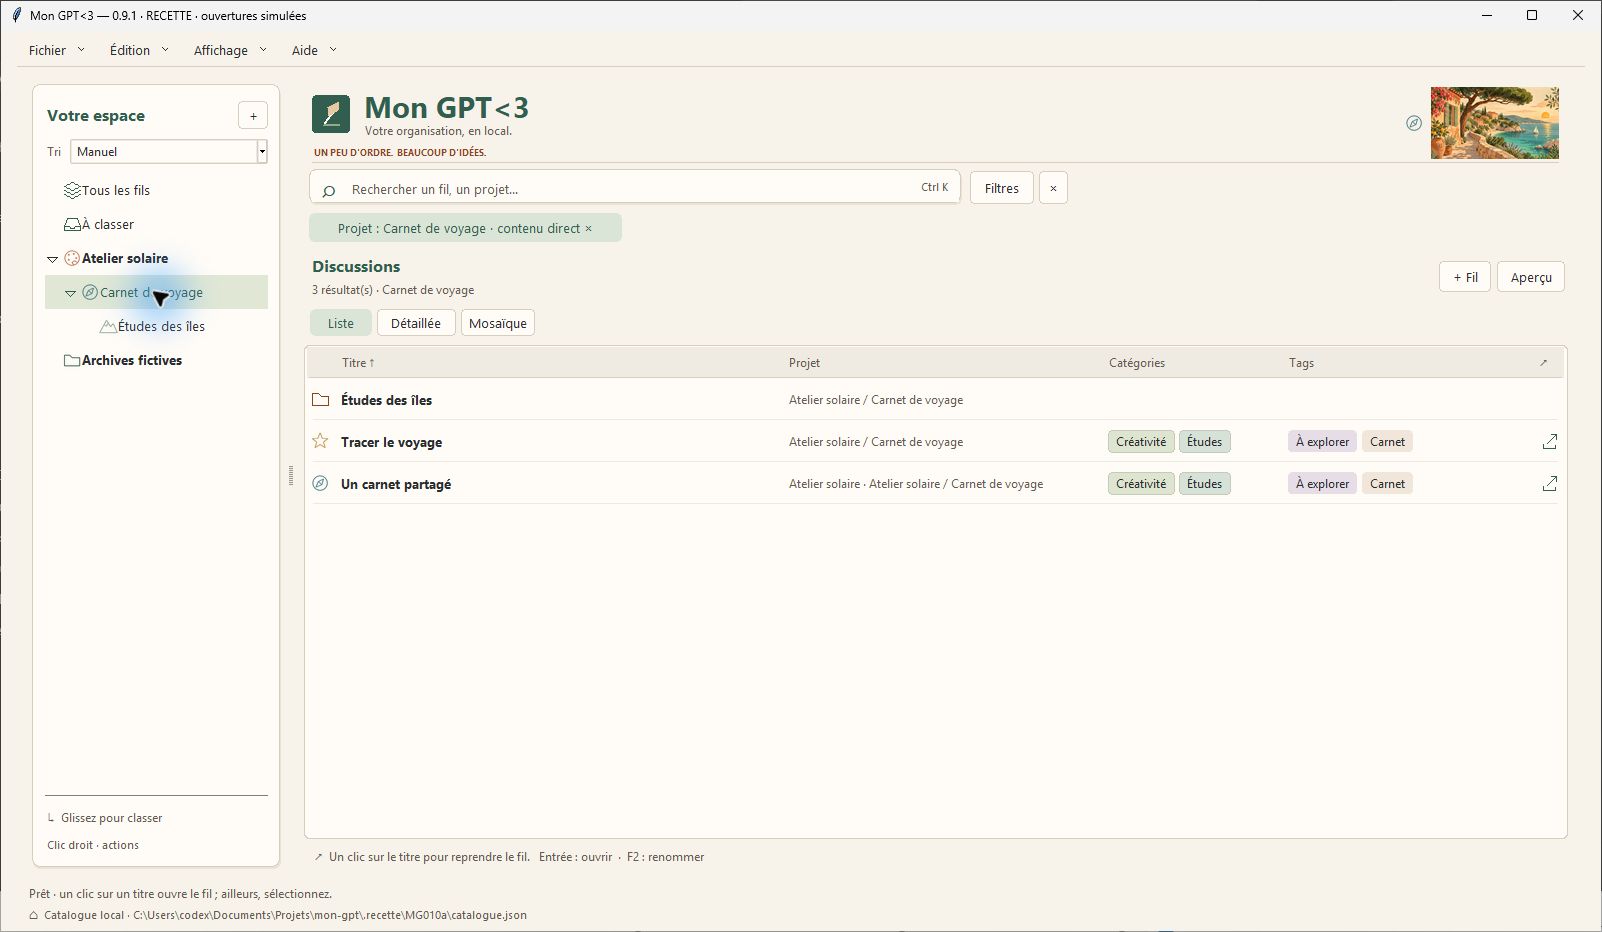 Mon GPT<3 — 0.9.1 · RECETTE · ouvertures simulées
Fichier Édition Affichage Aide
Votre espace +
Tri Manuel
Tous les fils
À classer
Atelier solaire
Carnet de voyage
Études des îles
Archives fictives
↳ Glissez pour classer
Clic droit · actions
Mon GPT<3
Votre organisation, en local.
UN PEU D'ORDRE. BEAUCOUP D'IDÉES.
Rechercher un fil, un projet... Ctrl K Filtres ×
Projet : Carnet de voyage · contenu direct ×
Discussions
3 résultat(s) · Carnet de voyage
+ Fil Aperçu
Liste Détaillée Mosaïque
Titre ↑ Projet Catégories Tags ↗
Études des îles Atelier solaire / Carnet de voyage
Tracer le voyage Atelier solaire / Carnet de voyage Créativité Études À explorer Carnet
Un carnet partagé Atelier solaire · Atelier solaire / Carnet de voyage Créativité Études À explorer Carnet
↗ Un clic sur le titre pour reprendre le fil. Entrée : ouvrir · F2 : renommer
Prêt · un clic sur un titre ouvre le fil ; ailleurs, sélectionnez.
⌂ Catalogue local · C:\Users\codex\Documents\Projets\mon-gpt\.recette\MG010a\catalogue.json